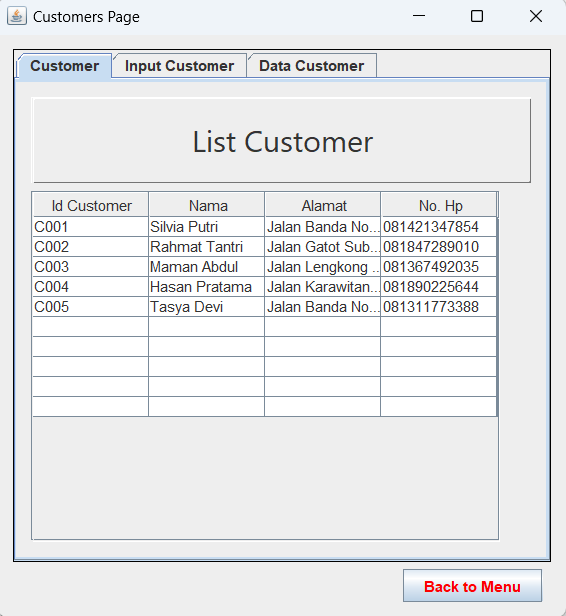 Customers Page
Customer Input Customer Data Customer
List Customer
Id Customer Nama Alamat No. Hp
C001 Silvia Putri Jalan Banda No... 081421347854
C002 Rahmat Tantri Jalan Gatot Sub... 081847289010
C003 Maman Abdul Jalan Lengkong ... 081367492035
C004 Hasan Pratama Jalan Karawitan... 081890225644
C005 Tasya Devi Jalan Banda No... 081311773388
Back to Menu